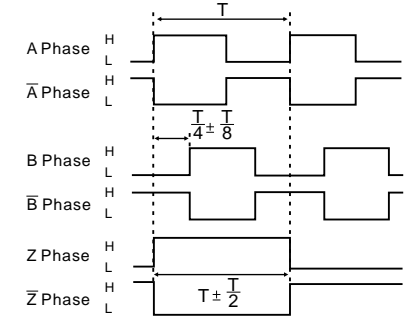 T
A Phase H
L
A̅ Phase H
L
T/4 ± T/8
B Phase H
L
B̅ Phase H
L
Z Phase H
L
T ± T/2
Z̅ Phase H
L